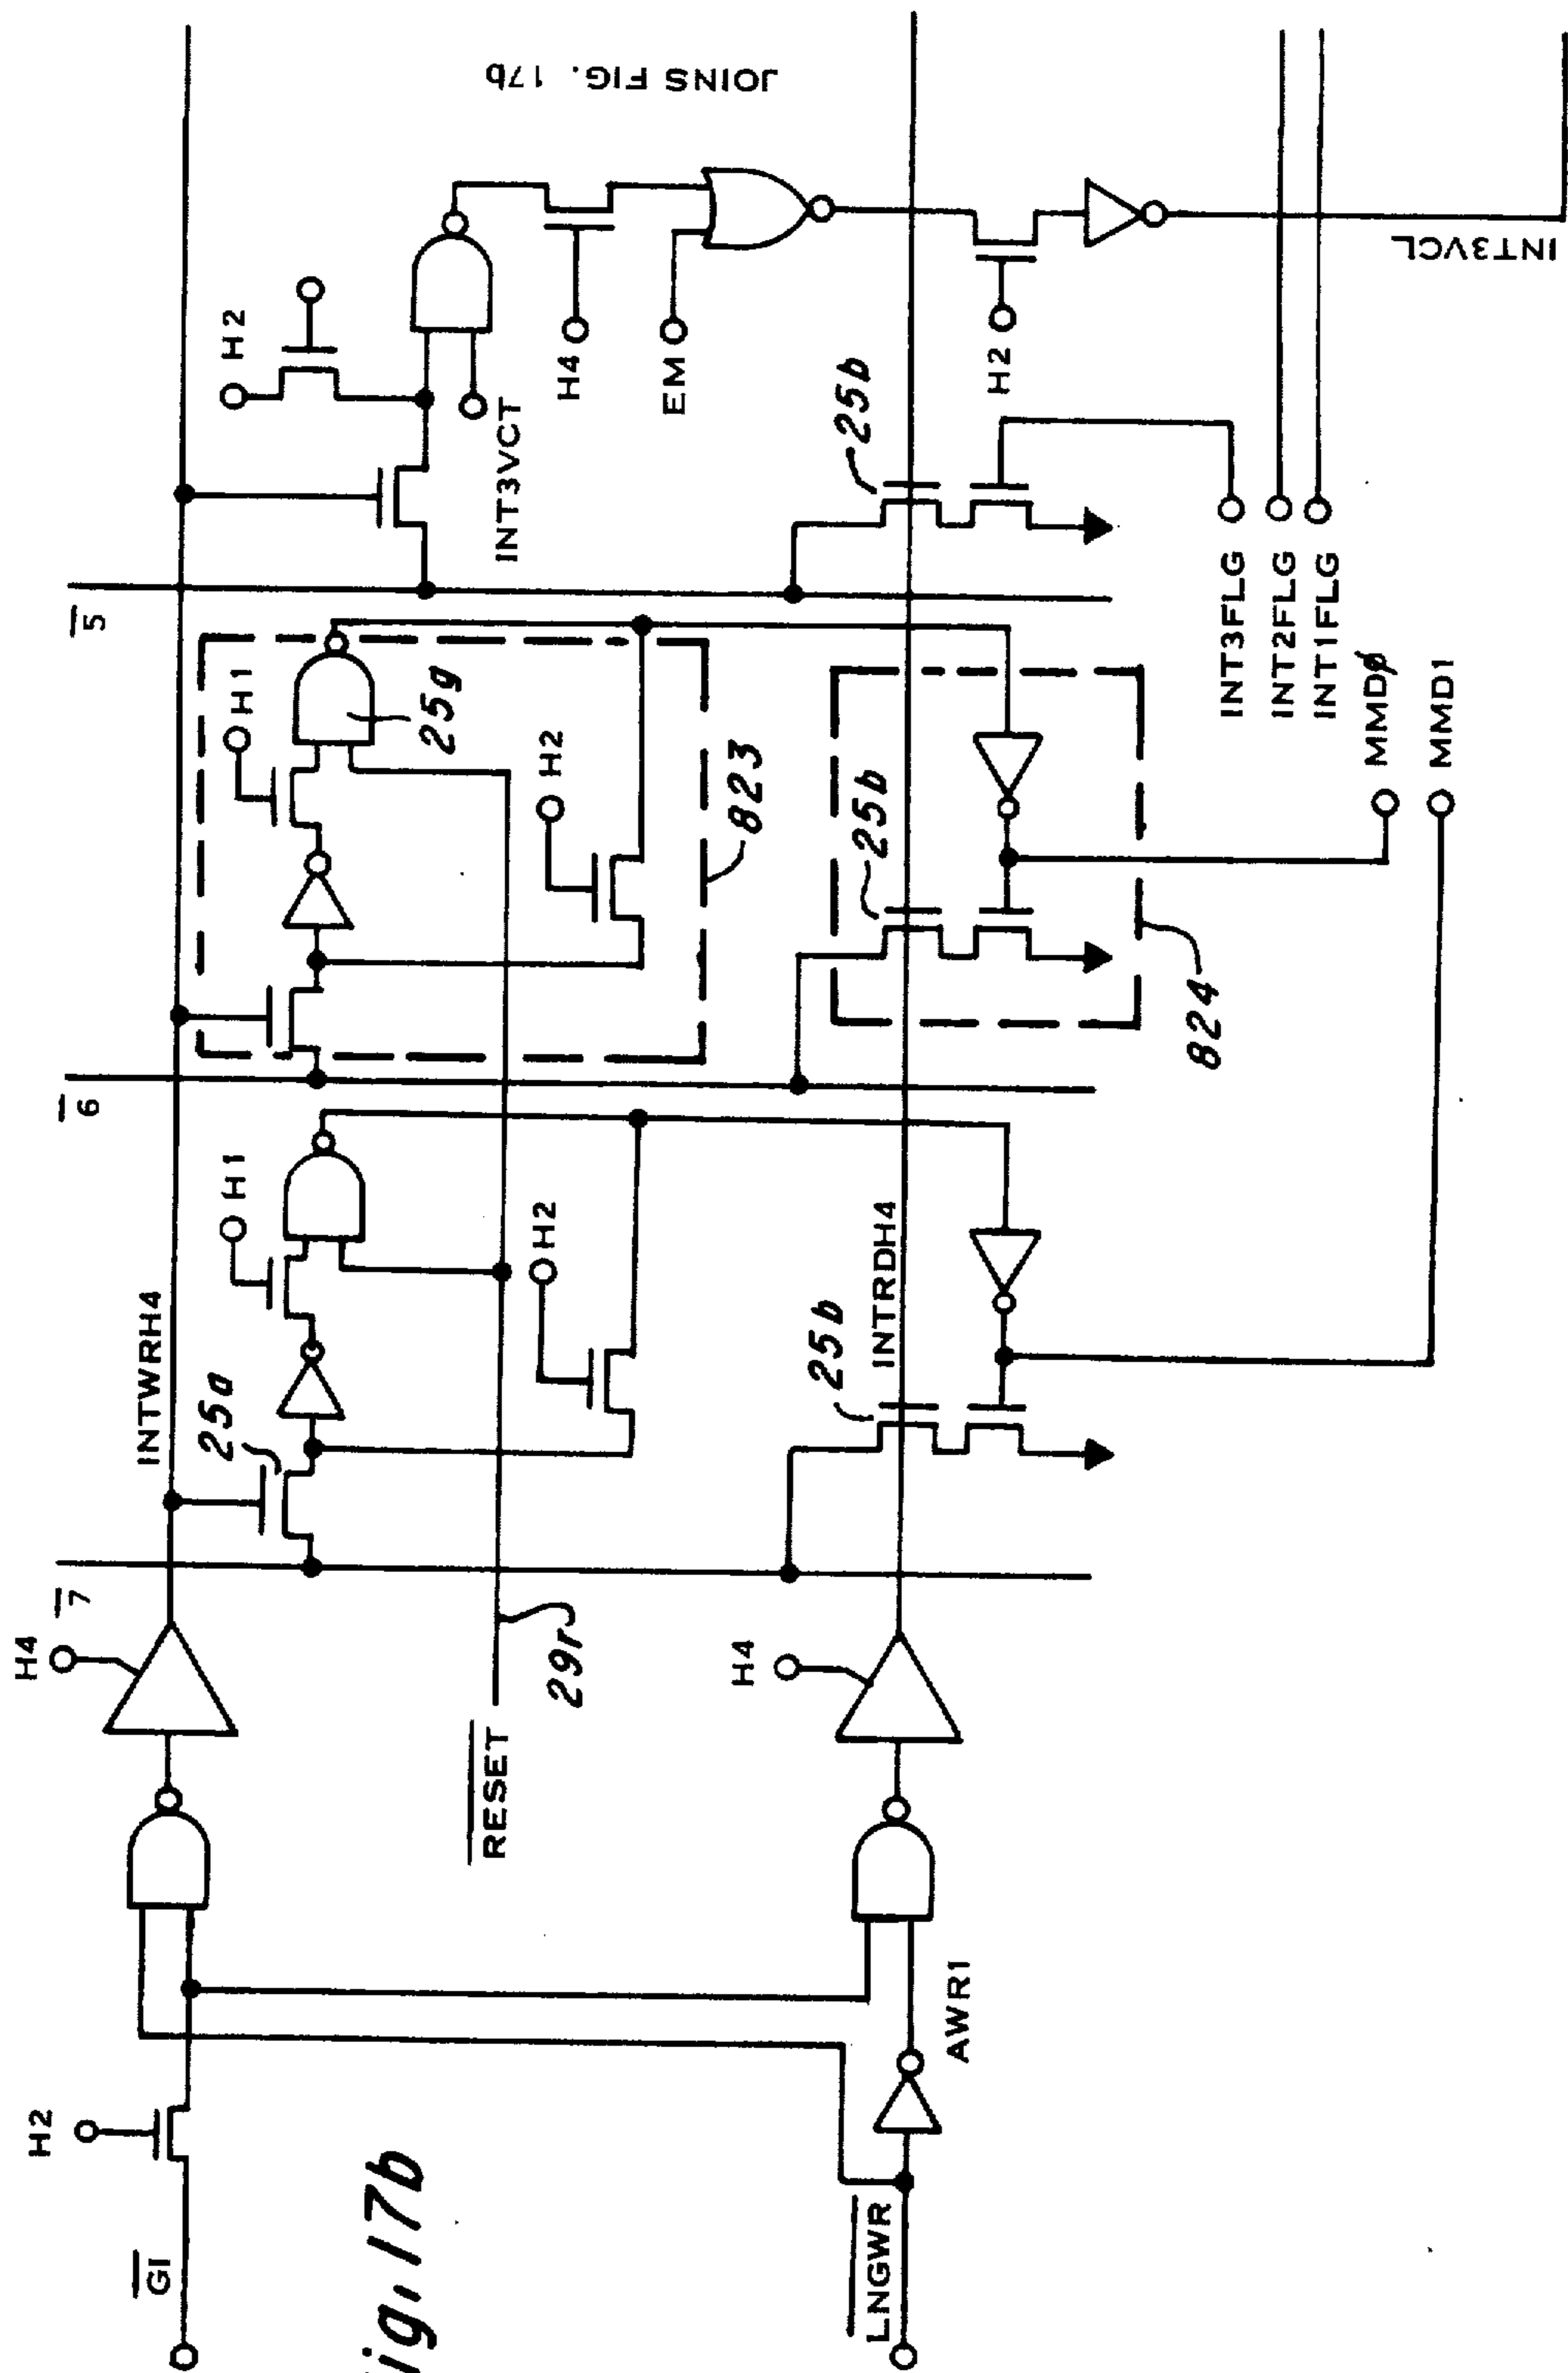 Fig. 17b
JOINS FIG. 17b
H2
GI
LNGWR
AWR1
H4
H4
RESET
29r
INTWRH4
INTRDH4
7
25a
H1
H2
25b
6
H1
25g
H2
823
25b
824
5
H2
INT3VCT
H4
EM
25b
H2
INT3VCL
INT3FLG
INT2FLG
INT1FLG
MMDØ
MMD1